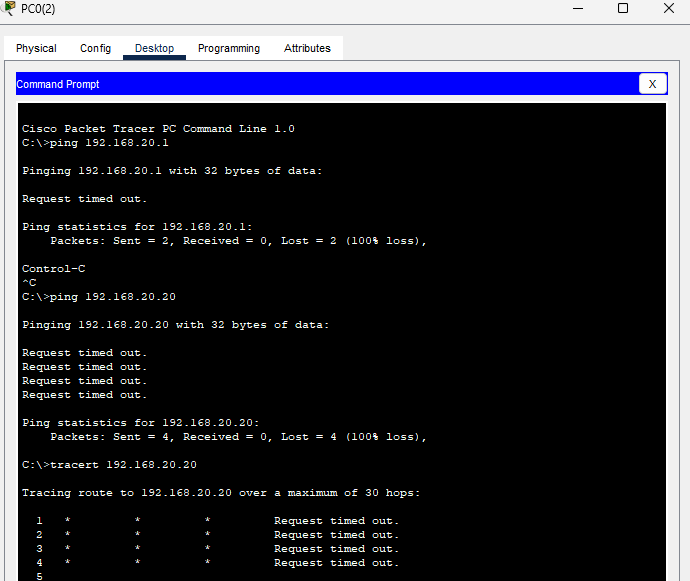 PC0(2)
Physical Config Desktop Programming Attributes
Command Prompt X
Cisco Packet Tracer PC Command Line 1.0
C:\>ping 192.168.20.1
Pinging 192.168.20.1 with 32 bytes of data:
Request timed out.
Ping statistics for 192.168.20.1:
Packets: Sent = 2, Received = 0, Lost = 2 (100% loss),
Control-C
^C
C:\>ping 192.168.20.20
Pinging 192.168.20.20 with 32 bytes of data:
Request timed out.
Request timed out.
Request timed out.
Request timed out.
Ping statistics for 192.168.20.20:
Packets: Sent = 4, Received = 0, Lost = 4 (100% loss),
C:\>tracert 192.168.20.20
Tracing route to 192.168.20.20 over a maximum of 30 hops:
1 * * * Request timed out.
2 * * * Request timed out.
3 * * * Request timed out.
4 * * * Request timed out.
5